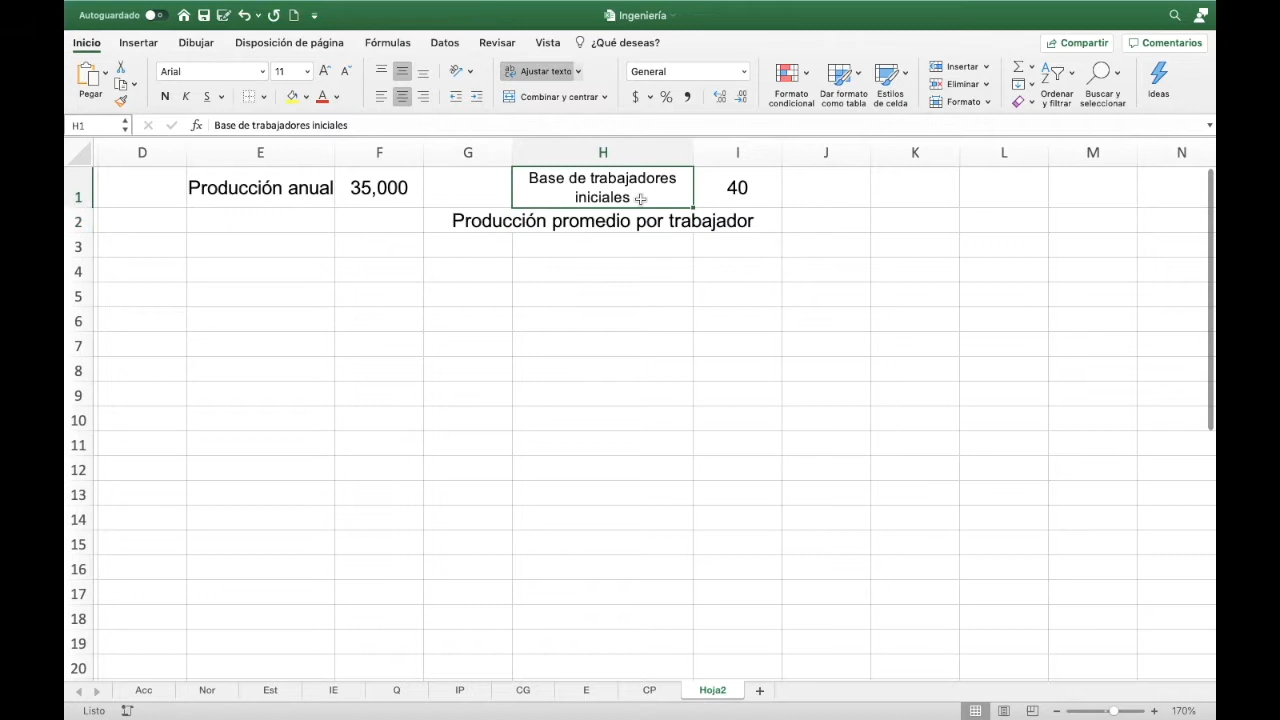 Autoguardado
Ingeniería
Inicio Insertar Dibujar Disposición de página Fórmulas Datos Revisar Vista ¿Qué deseas? Compartir Comentarios
Pegar
Arial 11
N K S
Ajustar texto
Combinar y centrar
General
$ %
Formato condicional
Dar formato como tabla
Estilos de celda
Insertar
Eliminar
Formato
Ordenar y filtrar
Buscar y seleccionar
Ideas
H1 fx Base de trabajadores iniciales
D E F G H I J K L M N
1 Producción anual 35,000 Base de trabajadores
iniciales 40
2 Producción promedio por trabajador
3
4
5
6
7
8
9
10
11
12
13
14
15
16
17
18
19
20
Acc Nor Est IE Q IP CG E CP Hoja2
Listo 170%